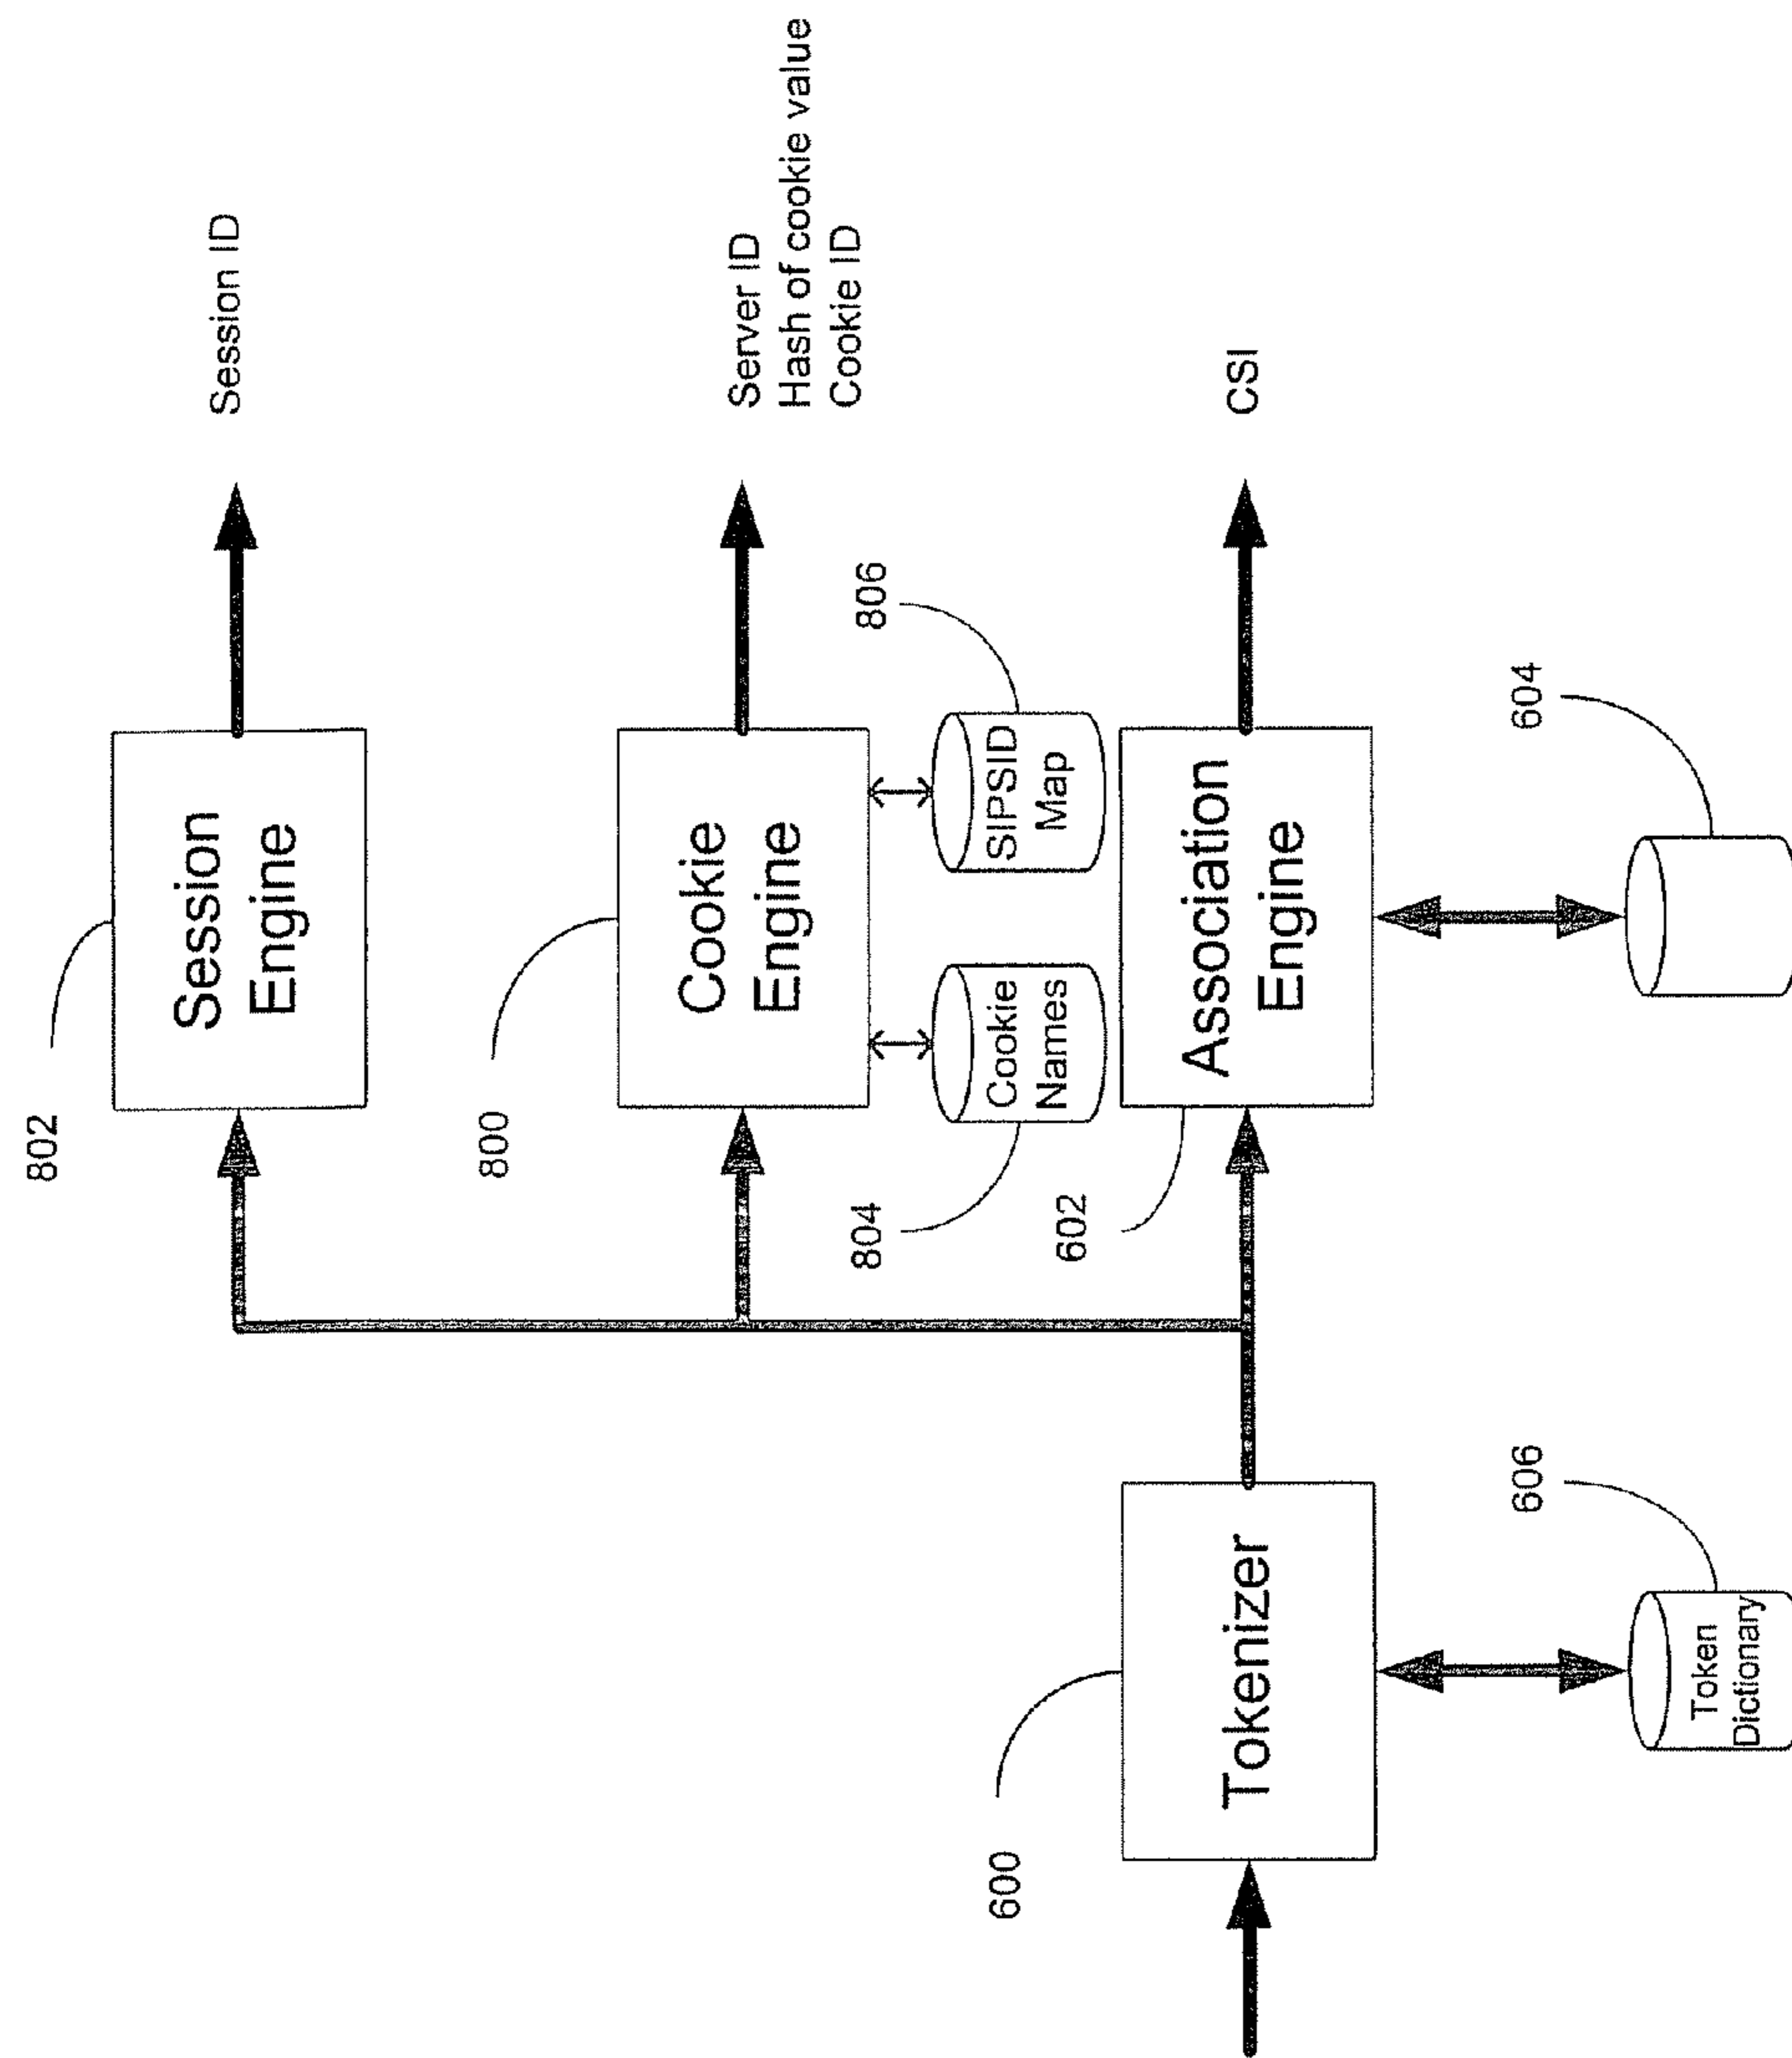 802
Session
Engine
Session ID
800
Cookie
Engine
Server ID
Hash of cookie value
Cookie ID
804
Cookie
Names
SIPSID
Map
806
602
Association
Engine
CSI
604
600
Tokenizer
Token
Dictionary
606